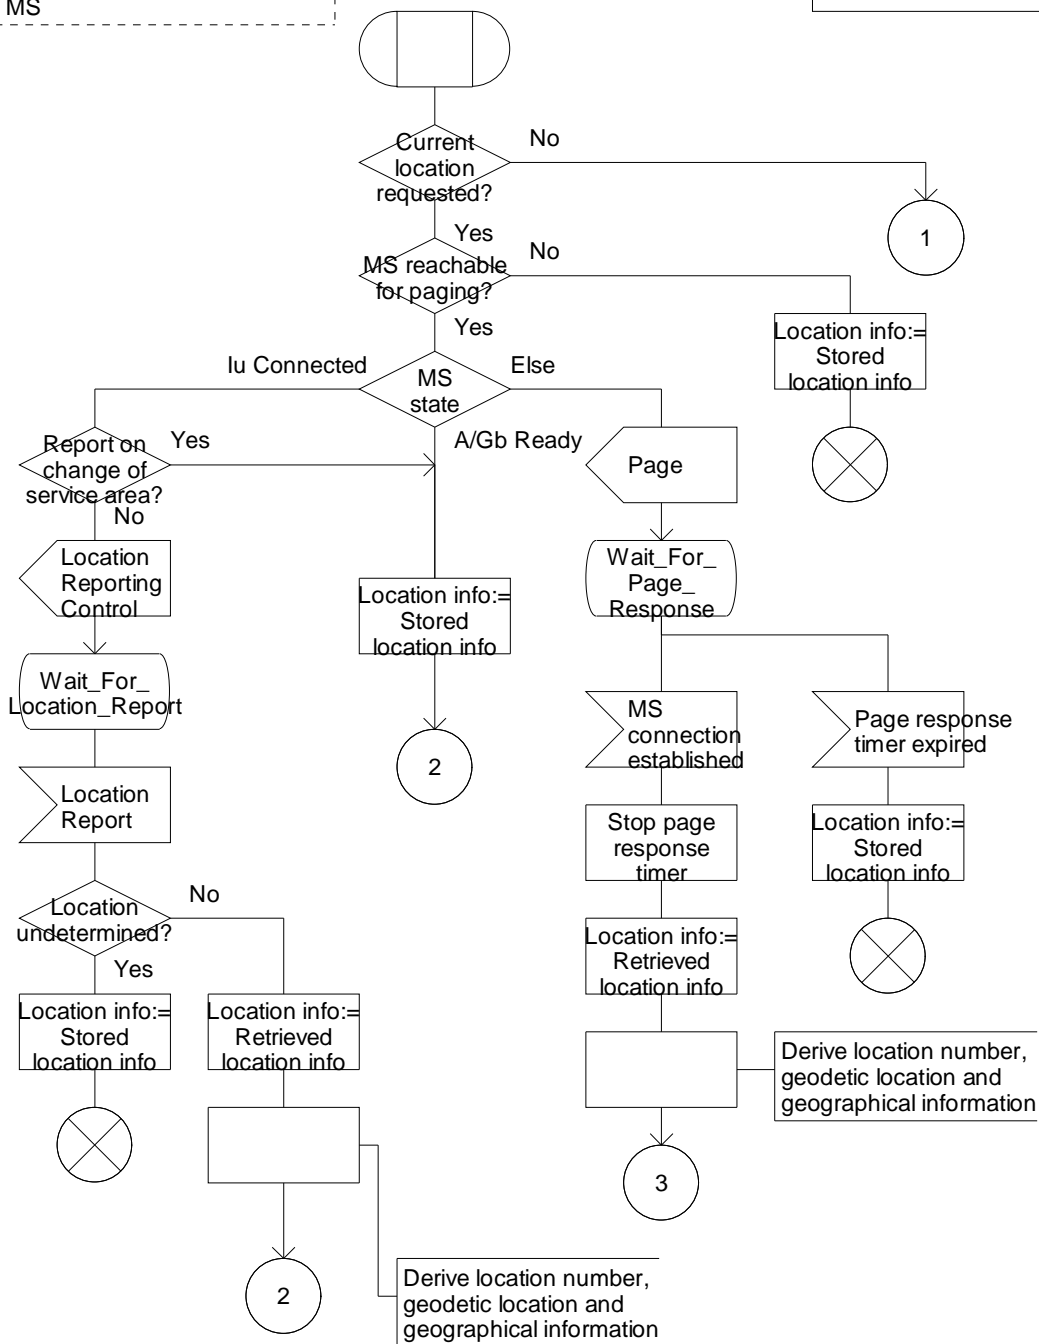 MS
Current
location
requested?
No
1
Yes
MS reachable
for paging?
No
Yes
Location info:=
Stored
location info
Iu Connected
MS
state
Else
A/Gb Ready
Report on
change of
service area?
Yes
No
Page
Location
Reporting
Control
Location info:=
Stored
location info
Wait_For_
Page_
Response
Wait_For_
Location_Report
2
MS
connection
established
Page response
timer expired
Location
Report
Stop page
response
timer
Location info:=
Stored
location info
Location
undetermined?
No
Yes
Location info:=
Retrieved
location info
Location info:=
Stored
location info
Location info:=
Retrieved
location info
Derive location number,
geodetic location and
geographical information
3
2
Derive location number,
geodetic location and
geographical information